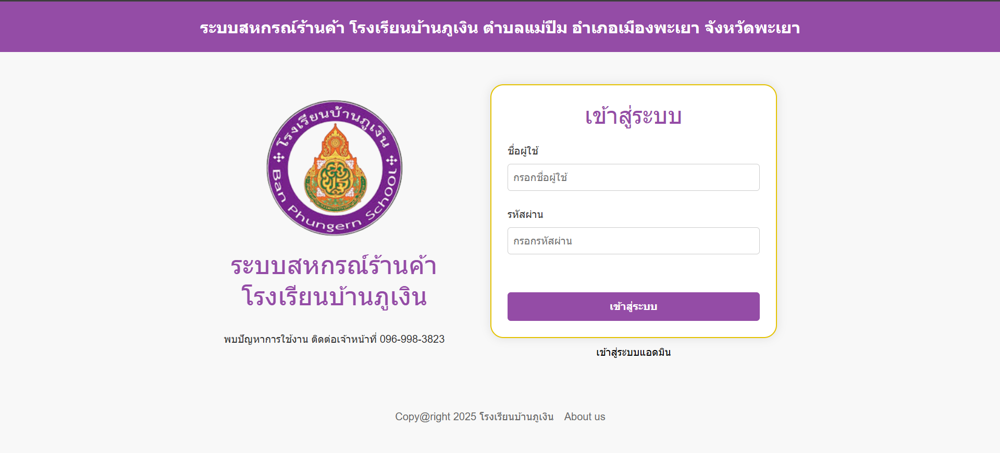 ระบบสหกรณ์ร้านค้า โรงเรียนบ้านภูเงิน ตำบลแม่ปืม อำเภอเมืองพะเยา จังหวัดพะเยา
โรงเรียนบ้านภูเงิน
Ban Phungern School
ระบบสหกรณ์ร้านค้า
โรงเรียนบ้านภูเงิน
พบปัญหาการใช้งาน ติดต่อเจ้าหน้าที่ 096-998-3823
เข้าสู่ระบบ
ชื่อผู้ใช้
กรอกชื่อผู้ใช้
รหัสผ่าน
กรอกรหัสผ่าน
เข้าสู่ระบบ
เข้าสู่ระบบแอดมิน
Copy@right 2025 โรงเรียนบ้านภูเงิน About us